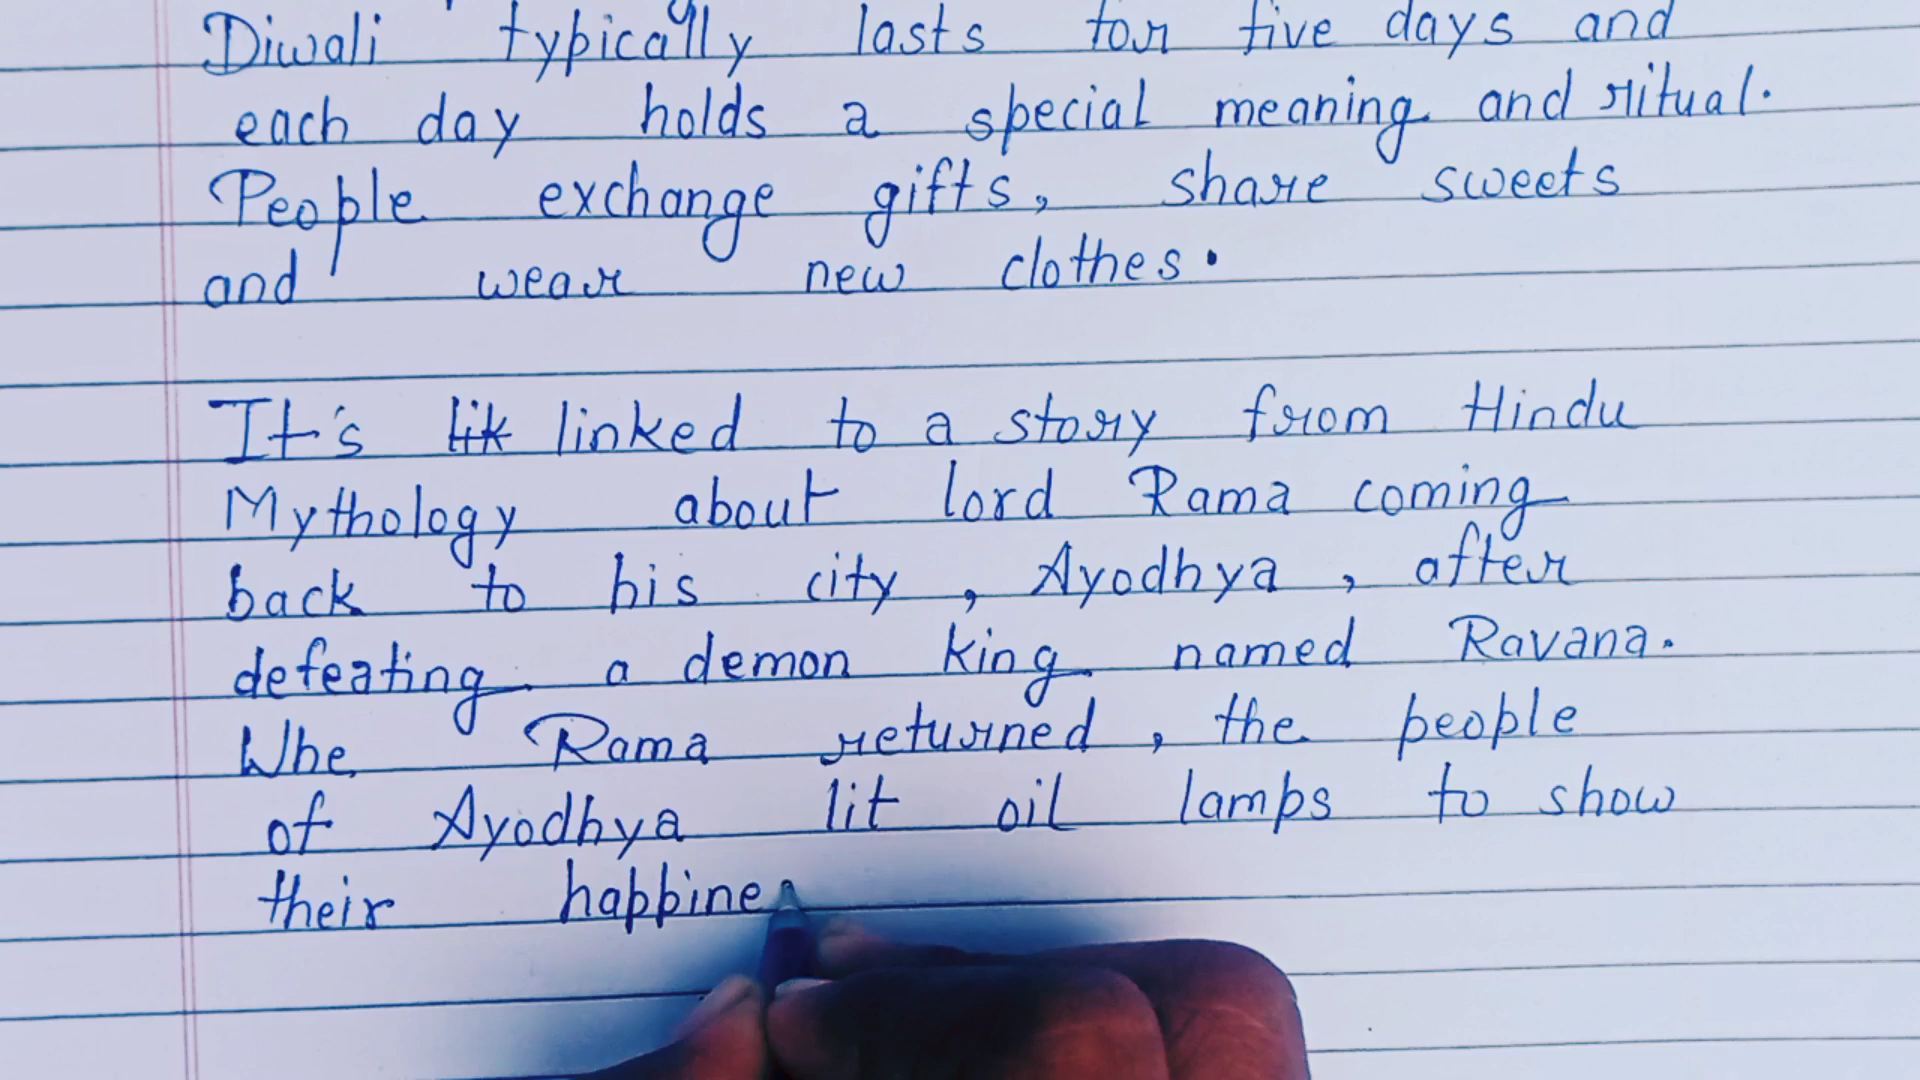 Diwali typically lasts for five days and
each day holds a special meaning and ritual.
People exchange gifts, share sweets
and wear new clothes.
It's lik linked to a story from Hindu
Mythology about lord Rama coming
back to his city, Ayodhya, after
defeating a demon king named Ravana.
Whe Rama returned, the people
of Ayodhya lit oil lamps to show
their happine